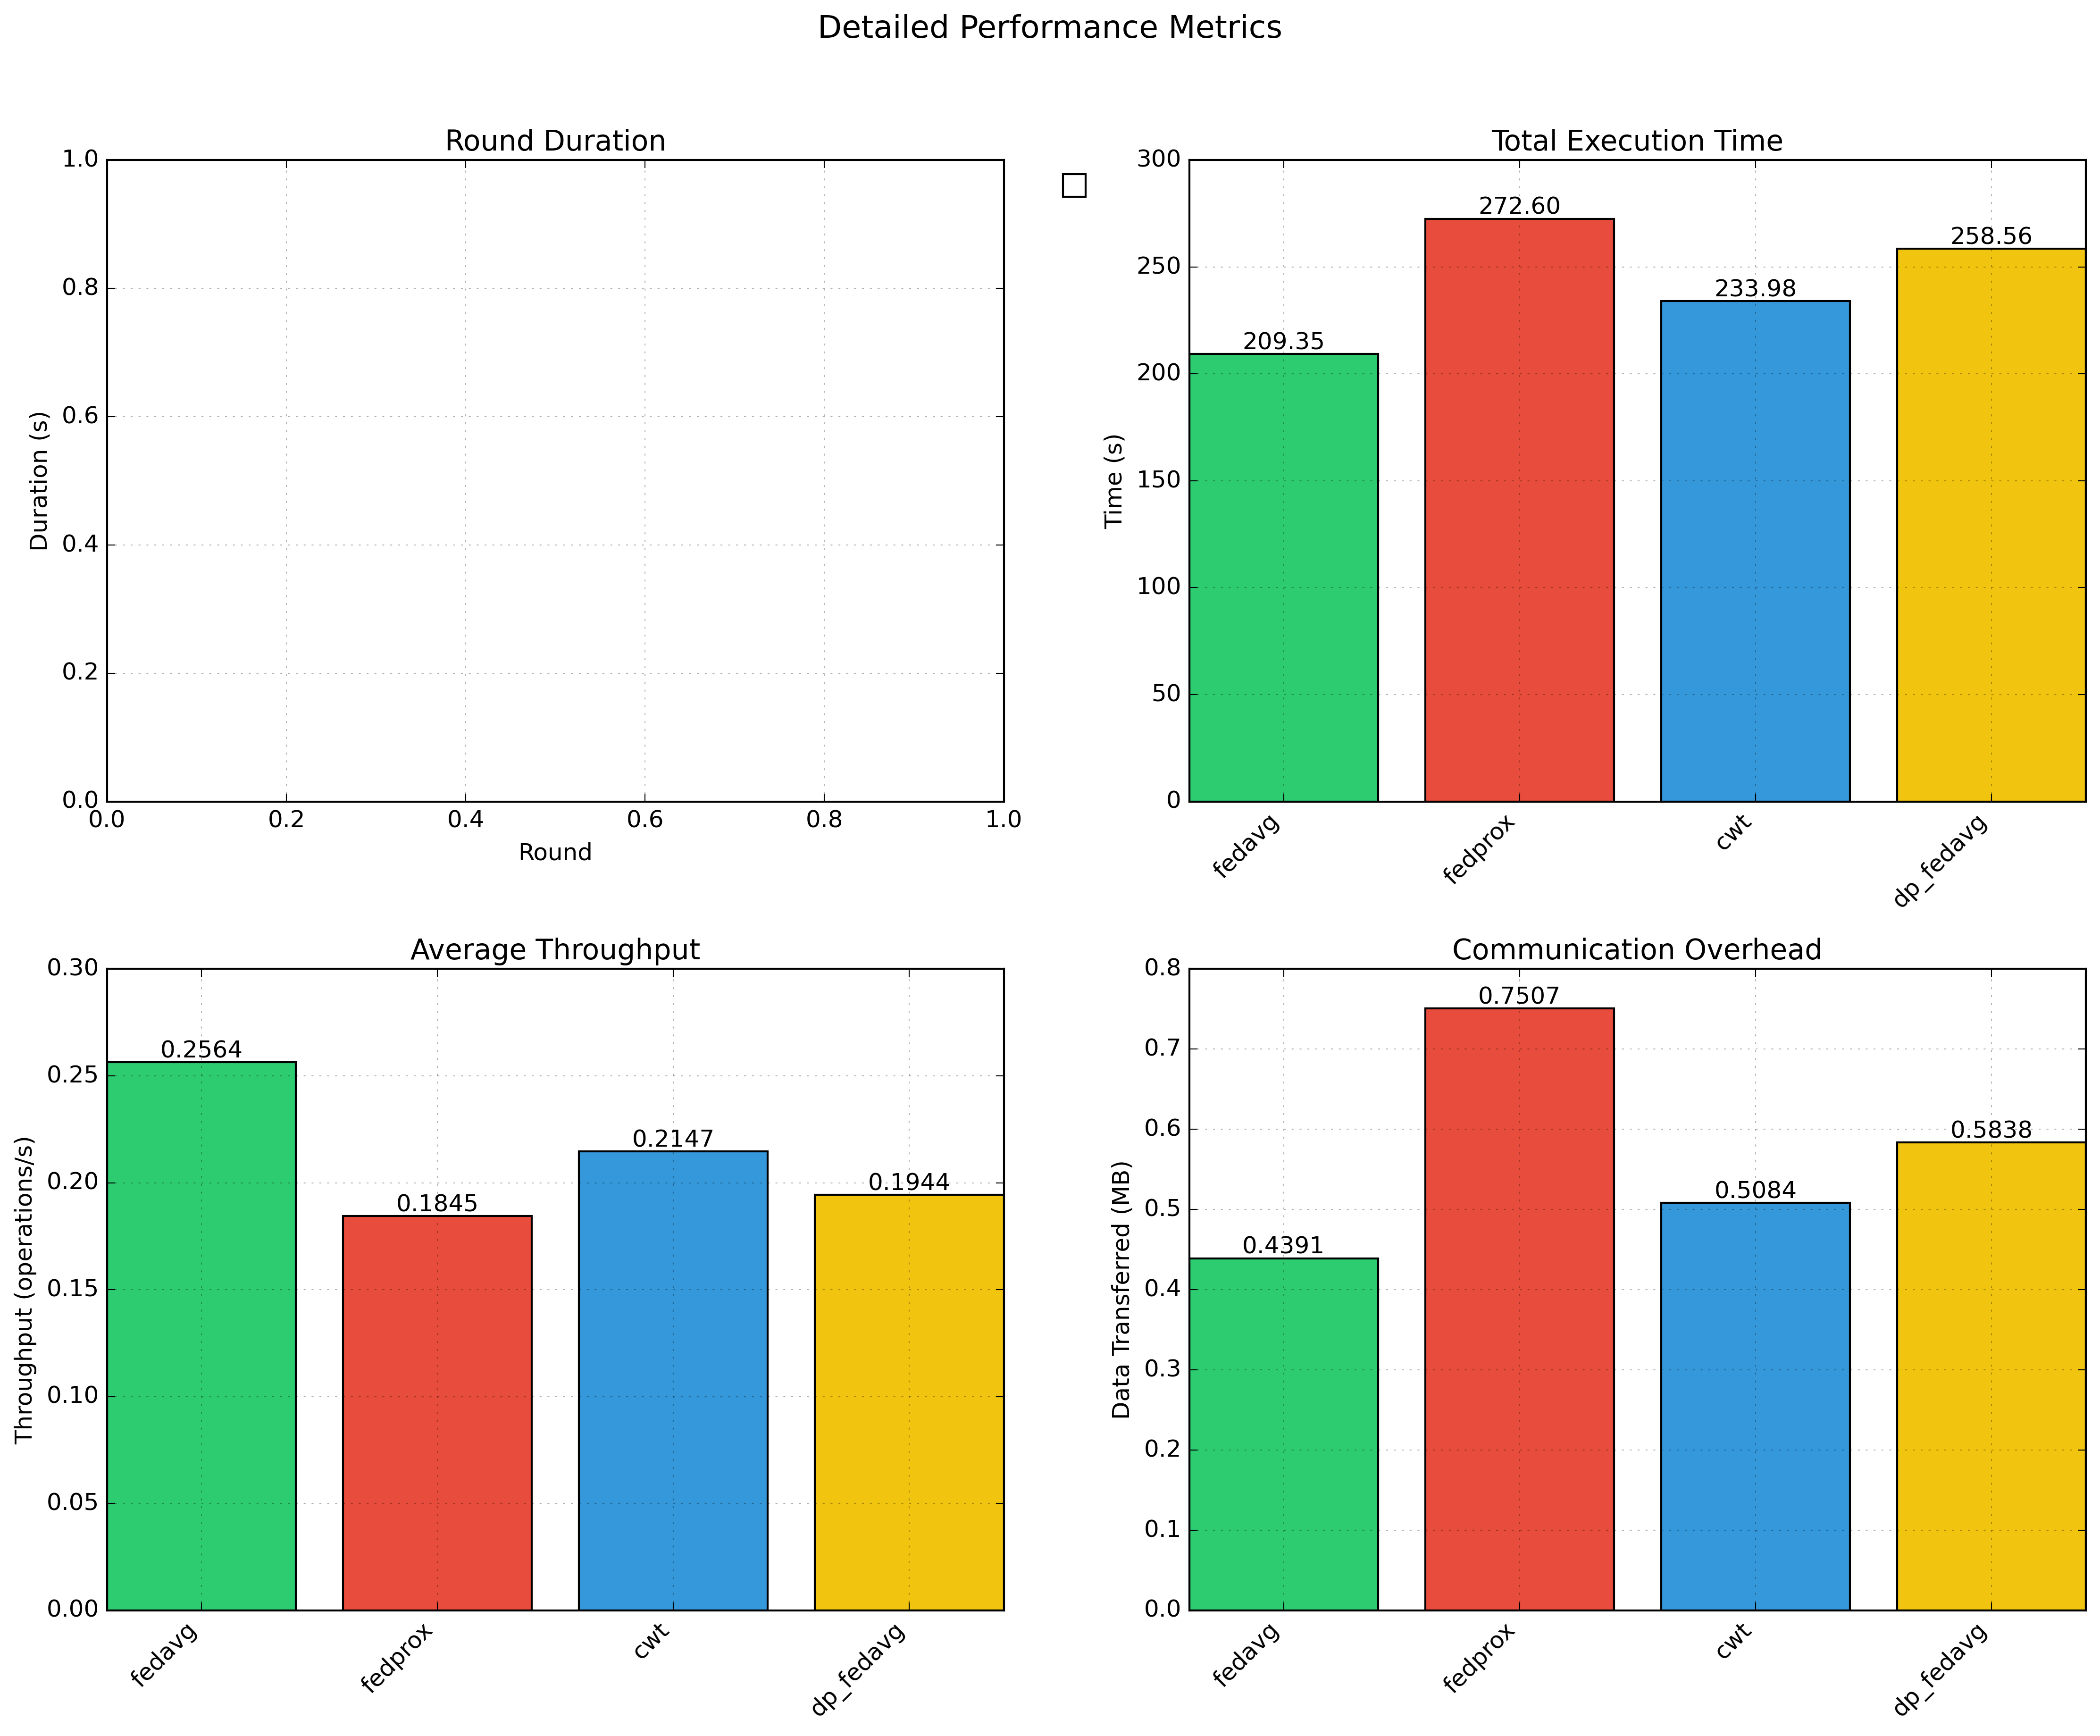 Detailed Performance Metrics
Round Duration
1.0
0.8
0.6
0.4
0.2
0.0
Duration (s)
0.0 0.2 0.4 0.6 0.8 1.0
Round
Total Execution Time
300
250
200
150
100
50
0
Time (s)
209.35
272.60
233.98
258.56
fedavg
fedprox
cwt
dp_fedavg
Average Throughput
0.30
0.25
0.20
0.15
0.10
0.05
0.00
Throughput (operations/s)
0.2564
0.1845
0.2147
0.1944
fedavg
fedprox
cwt
dp_fedavg
Communication Overhead
0.8
0.7
0.6
0.5
0.4
0.3
0.2
0.1
0.0
Data Transferred (MB)
0.4391
0.7507
0.5084
0.5838
fedavg
fedprox
cwt
dp_fedavg